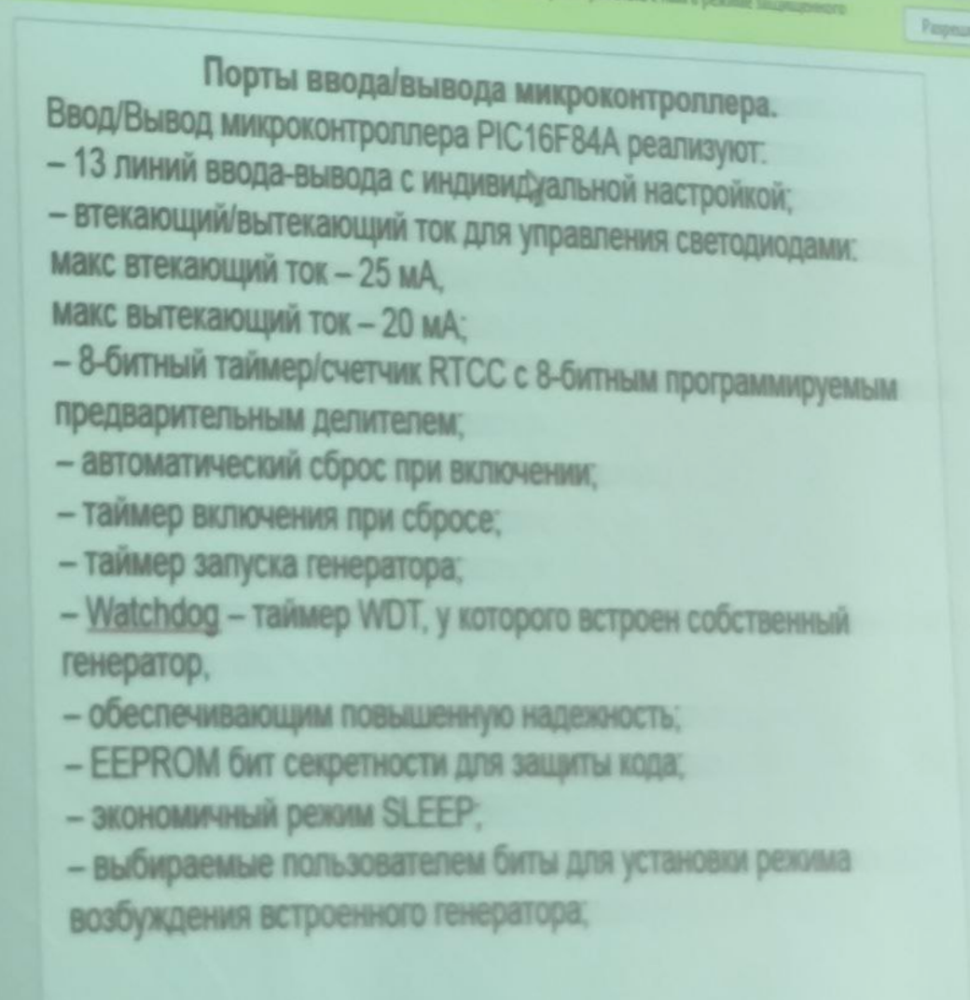 режиме защищенного
Порты ввода/вывода микроконтроллера.
Ввод/Вывод микроконтроллера PIC16F84A реализуют:
– 13 линий ввода-вывода с индивидуальной настройкой;
– втекающий/вытекающий ток для управления светодиодами:
макс втекающий ток – 25 мА,
макс вытекающий ток – 20 мА;
– 8-битный таймер/счетчик RTCC с 8-битным программируемым
предварительным делителем;
– автоматический сброс при включении;
– таймер включения при сбросе;
– таймер запуска генератора;
– Watchdog – таймер WDT, у которого встроен собственный
генератор,
– обеспечивающим повышенную надежность;
– EEPROM бит секретности для защиты кода;
– экономичный режим SLEEP;
– выбираемые пользователем биты для установки режима
возбуждения встроенного генератора;